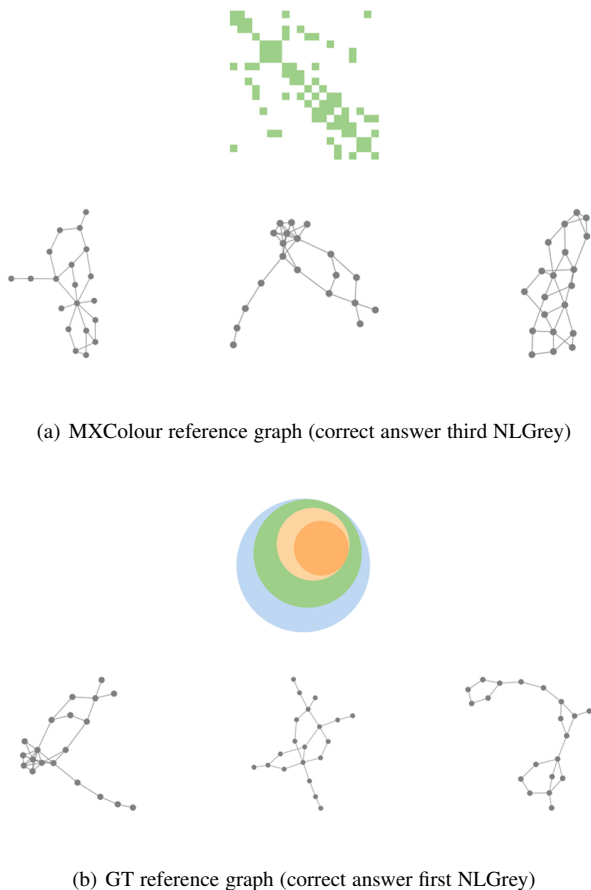 (a) MXColour reference graph (correct answer third NLGrey)
(b) GT reference graph (correct answer first NLGrey)